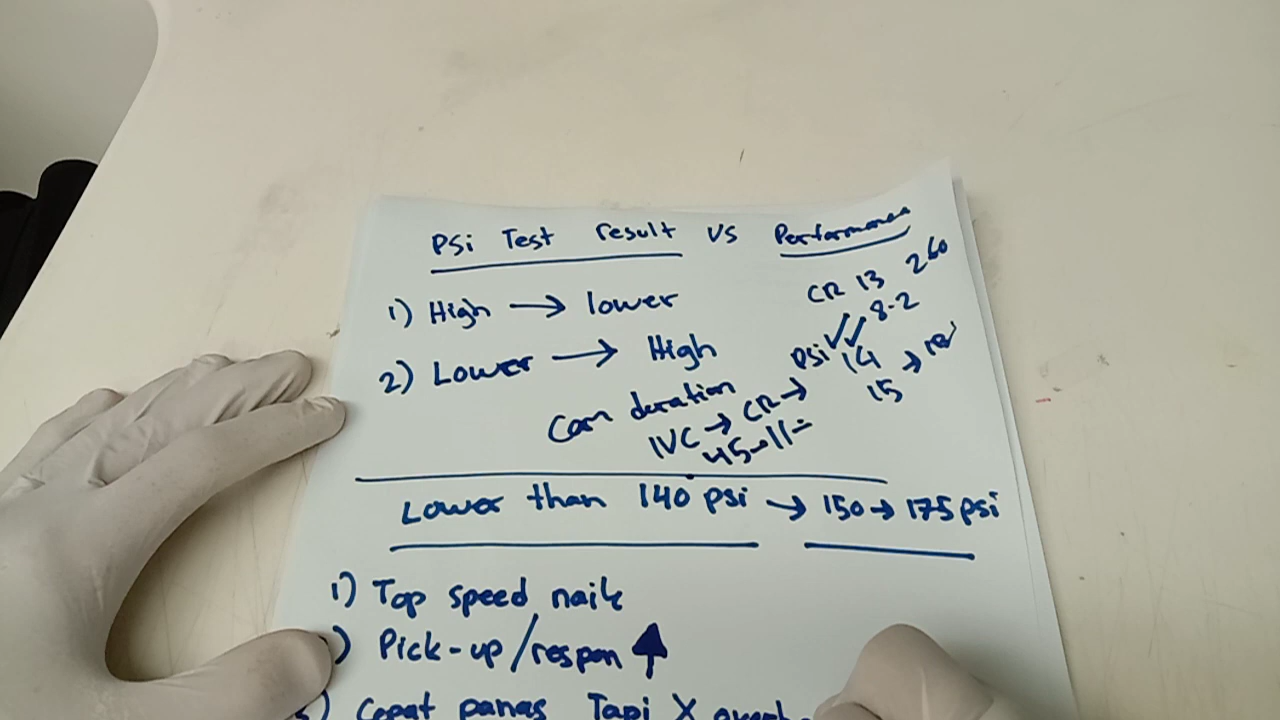 PSi Test result vs Performance
1) High → lower
CR 13 260
8.2
2) Lower → High
PSi 14 →
15
Cam duration
IVC → CR →
45 → 11
Lower than 140 psi → 150 → 175 psi
1) Top speed naik
) Pick-up/respon ↑
) Cepat panas Tapi X